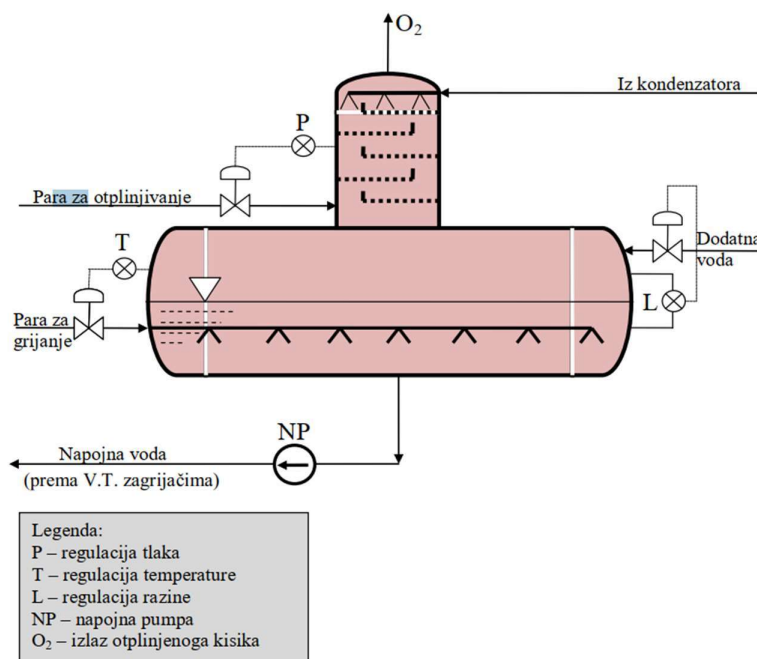 O₂
Iz kondenzatora
P
Para za otplinjivanje
T
Dodatna
voda
L
Para za
grijanje
NP
Napojna voda
(prema V.T. zagrijačima)
Legenda:
P – regulacija tlaka
T – regulacija temperature
L – regulacija razine
NP – napojna pumpa
O₂ – izlaz otplinjenoga kisika